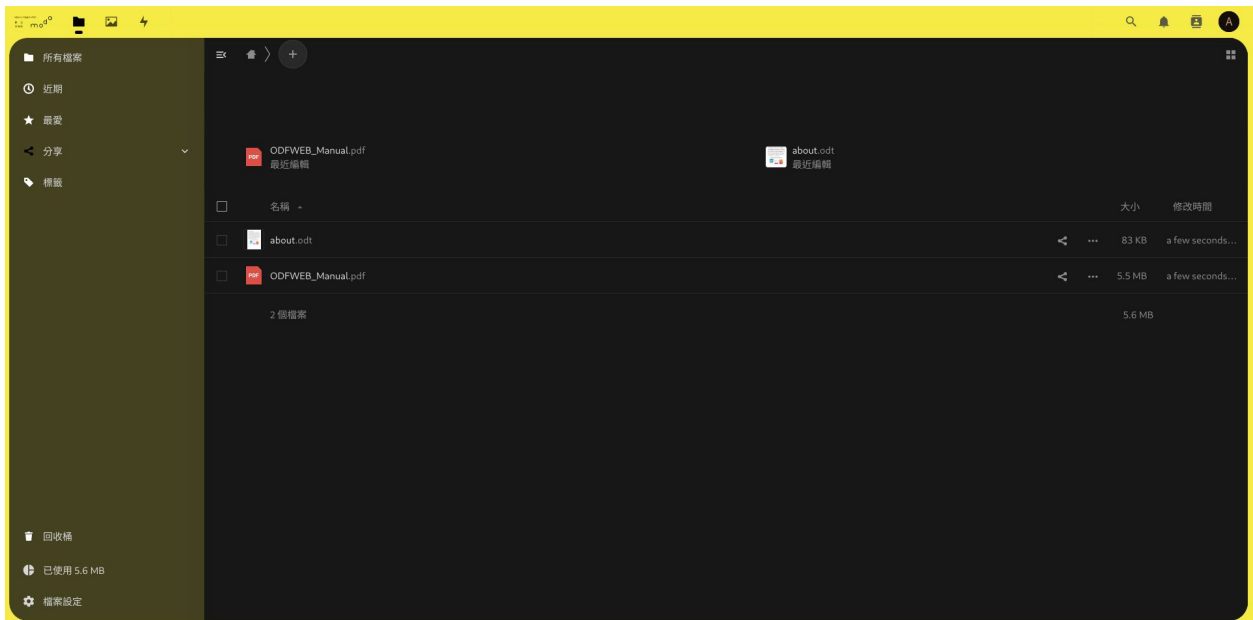 moda
A
所有檔案
近期
最愛
分享
標籤
ODFWEB_Manual.pdf
最近編輯
about.odt
最近編輯
名稱
大小
修改時間
about.odt
83 KB
a few seconds...
PDF
ODFWEB_Manual.pdf
5.5 MB
a few seconds...
2 個檔案
5.6 MB
回收桶
已使用 5.6 MB
檔案設定